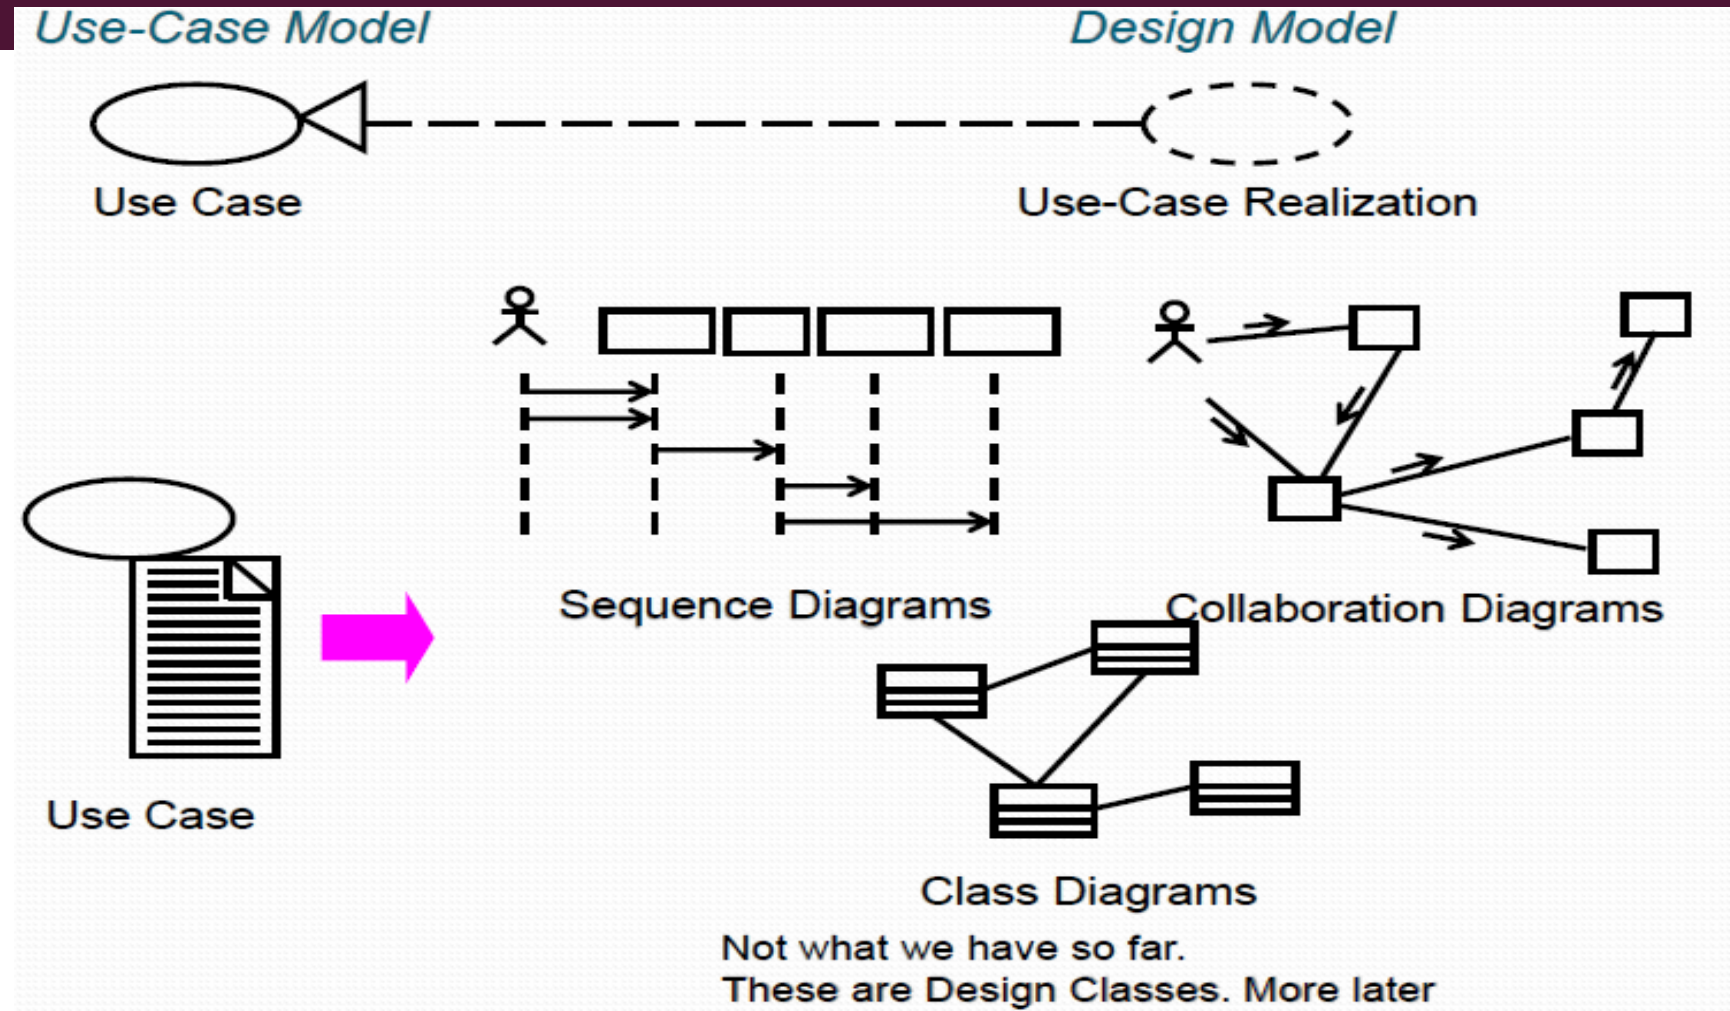 Use-Case Model
Design Model
Use Case
Use-Case Realization
Sequence Diagrams
Collaboration Diagrams
Use Case
Class Diagrams
Not what we have so far.
These are Design Classes. More later